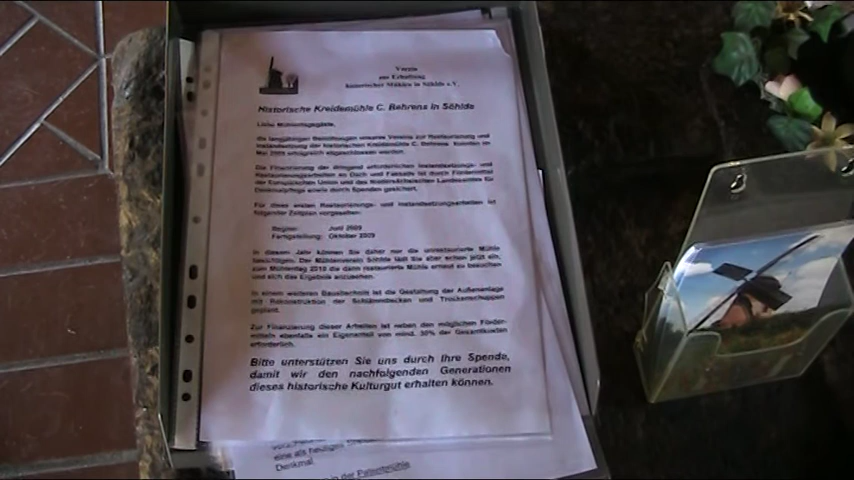 Verein
zur Erhaltung
historischer Mühlen in Söhlde e.V.
Historische Kreidemühle C. Behrens in Söhlde
Liebe Mühlentagsgäste,
die langjährigen Bemühungen unseres Vereins zur Restaurierung und
Instandsetzung der historischen Kreidemühle C. Behrens konnten im
Mai 2009 erfolgreich abgeschlossen werden.
Die Finanzierung der dringend erforderlichen Instandsetzungs- und
Restaurierungsarbeiten an Dach und Fassade ist durch Fördermittel
der Europäischen Union und des Niedersächsischen Landesamtes für
Denkmalpflege sowie durch Spenden gesichert.
Für diese ersten Restaurierungs- und Instandsetzungsarbeiten ist
folgender Zeitplan vorgesehen:
Beginn: Juni 2009
Fertigstellung: Oktober 2009
In diesem Jahr können Sie daher nur die unrestaurierte Mühle
besichtigen. Der Mühlenverein Söhlde lädt Sie aber schon jetzt ein,
zum Mühlentag 2010 die dann restaurierte Mühle erneut zu besuchen
und sich das Ergebnis anzusehen.
In einem weiteren Bauabschnitt ist die Gestaltung der Außenanlage
mit Rekonstruktion der Schlämmbecken und Trockenschuppen
geplant.
Zur Finanzierung dieser Arbeiten ist neben den möglichen Förder-
mitteln ebenfalls ein Eigenanteil von mind. 30% der Gesamtkosten
erforderlich.
Bitte unterstützen Sie uns durch Ihre Spende,
damit wir den nachfolgenden Generationen
dieses historische Kulturgut erhalten können.
eine als heutiges
Denkmal.
in der Patentmühle